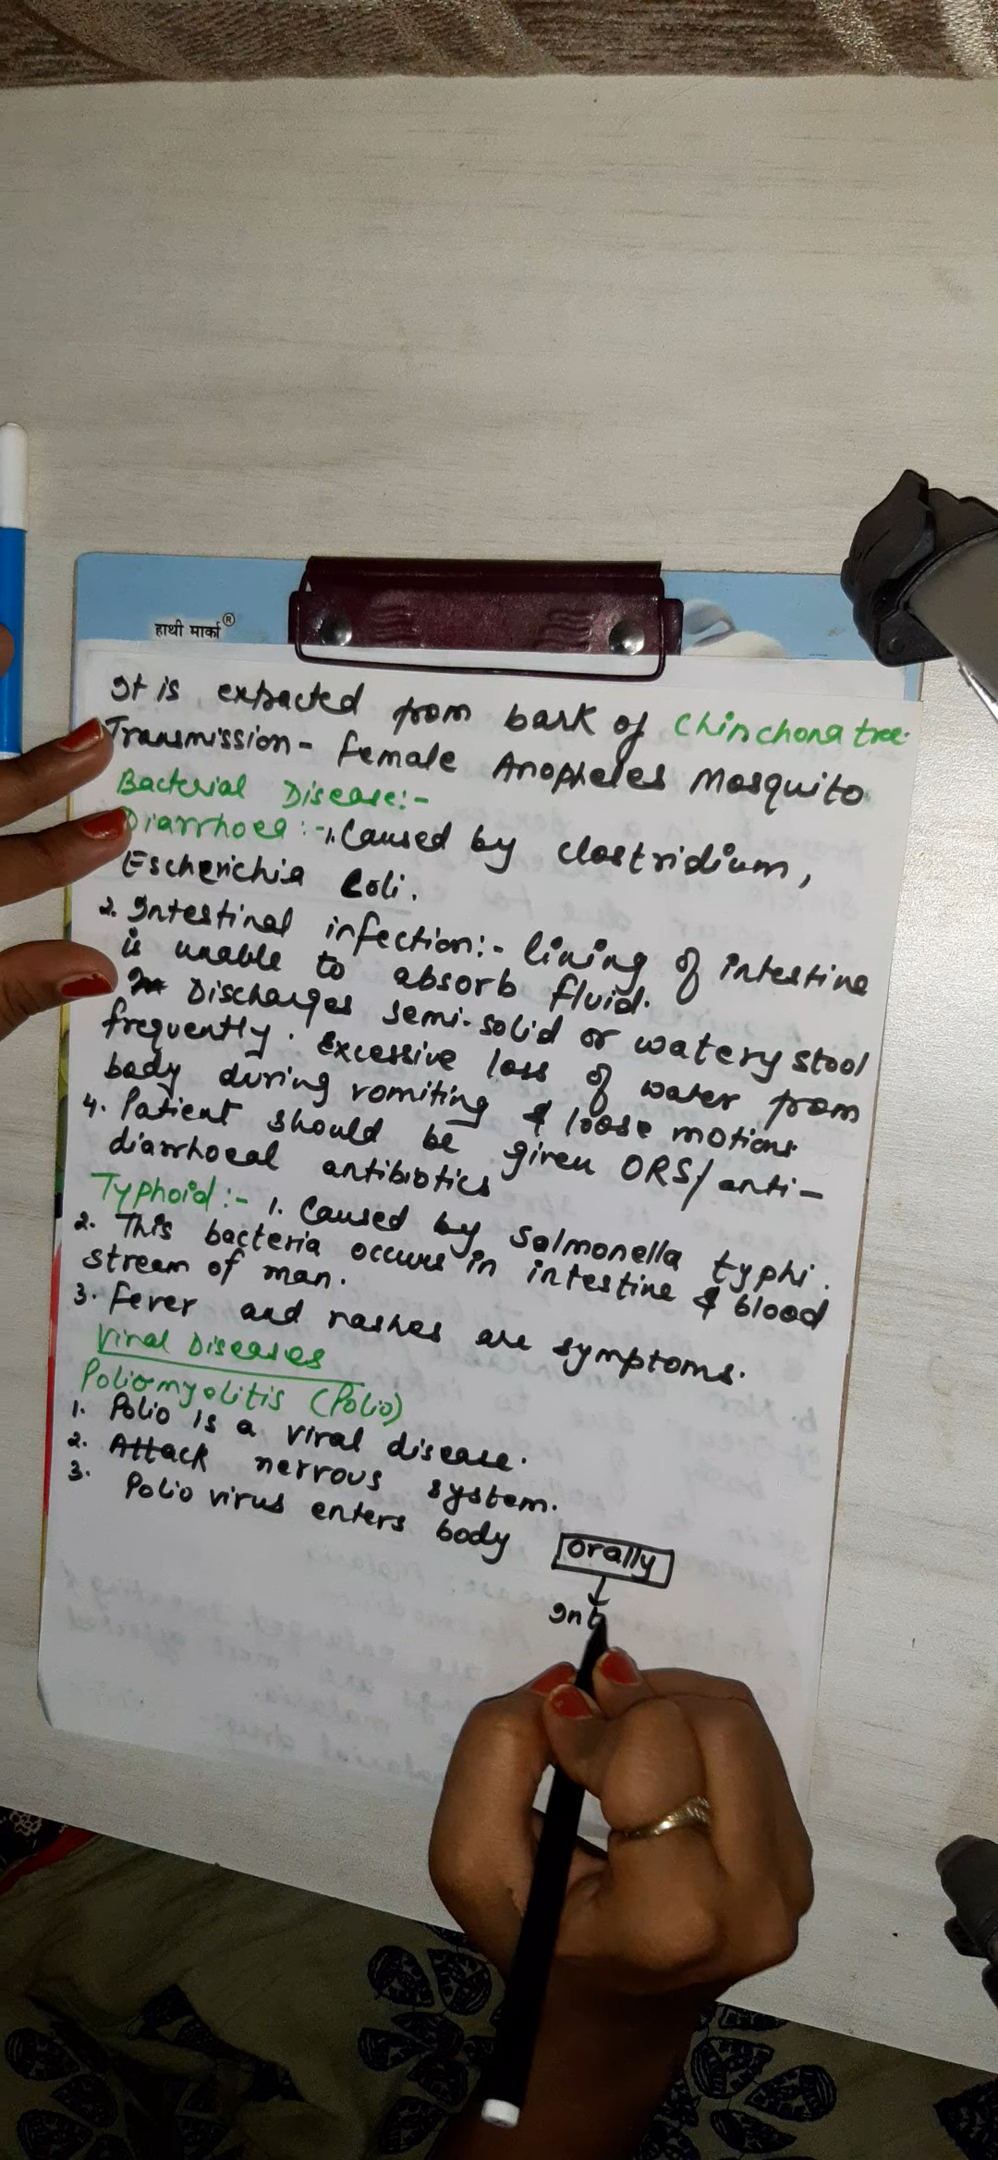 हाथी मार्का®
It is extracted from bark of Chinchona tree.
Transmission- Female Anopheles Mosquito
Bacterial Disease:-
Diarrhoea:- 1. Caused by Clostridium,
Escherichia Coli.
2. Intestinal infection:- lining of intestine
is unable to absorb fluid.
Discharges semi-solid or watery stool
frequently. Excessive loss of water from
body during vomiting & loose motions
4. Patient should be given ORS/anti-
diarrhoeal antibiotics
Typhoid:- 1. Caused by Salmonella typhi.
2. This bacteria occurs in intestine & blood
stream of man.
3. Fever and rashes are symptoms.
Viral Diseases
Poliomyolitis (Polio)
1. Polio is a viral disease.
2. Attack nervous system.
3. Polio virus enters body orally
Int